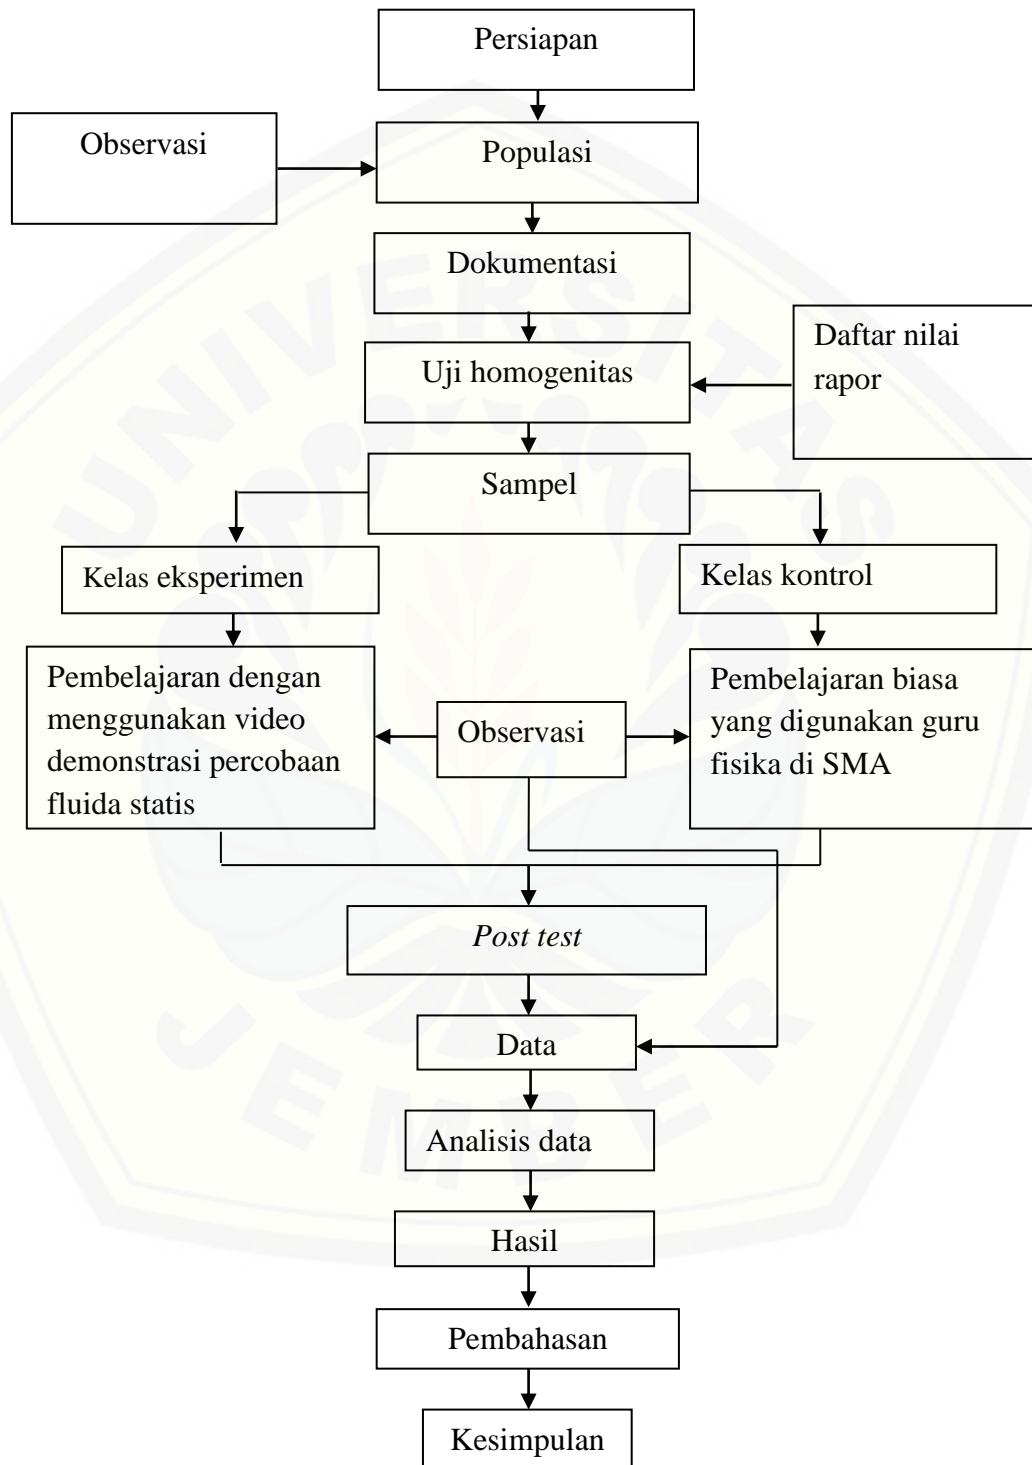 Persiapan
Observasi
Populasi
Dokumentasi
Daftar nilai
rapor
Uji homogenitas
Sampel
Kelas eksperimen
Kelas kontrol
Pembelajaran dengan
menggunakan video
demonstrasi percobaan
fluida statis
Observasi
Pembelajaran biasa
yang digunakan guru
fisika di SMA
Post test
Data
Analisis data
Hasil
Pembahasan
Kesimpulan
UNIVERSITAS
JEMBER